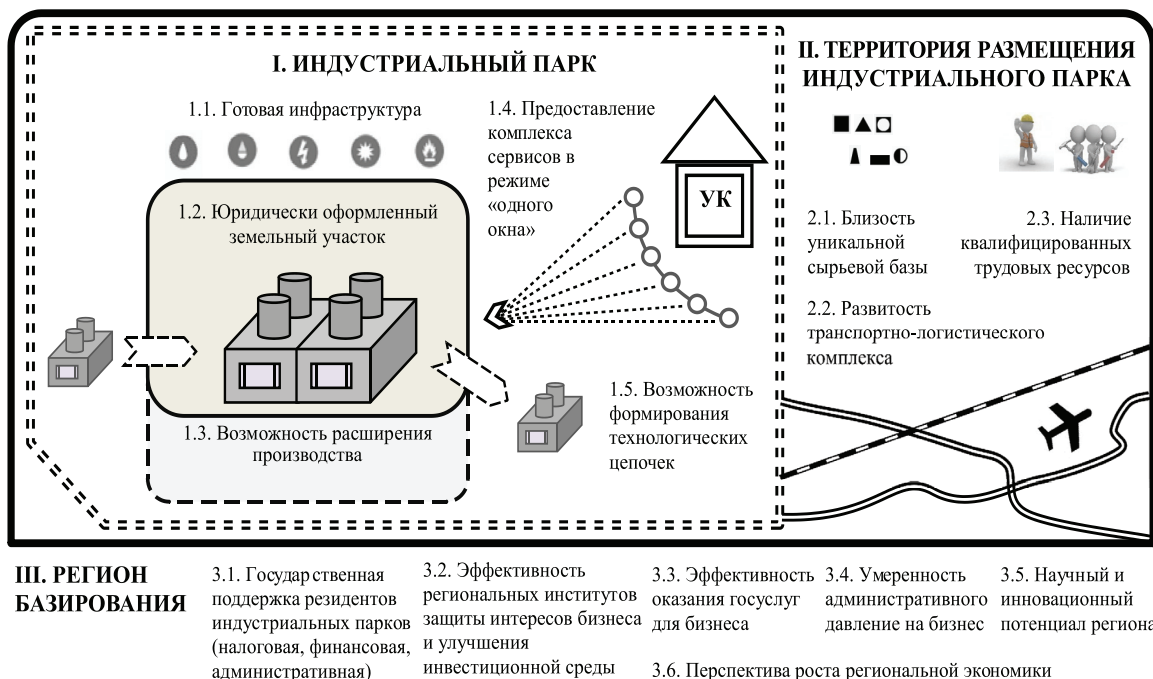 I. ИНДУСТРИАЛЬНЫЙ ПАРК
1.1. Готовая инфраструктура
1.2. Юридически оформленный
земельный участок
1.3. Возможность расширения
производства
1.4. Предоставление
комплекса
сервисов в
режиме
«одного
окна»
УК
1.5. Возможность
формирования
технологических
цепочек
II. ТЕРРИТОРИЯ РАЗМЕЩЕНИЯ
ИНДУСТРИАЛЬНОГО ПАРКА
2.1. Близость
уникальной
сырьевой базы
2.3. Наличие
квалифицированных
трудовых ресурсов
2.2. Развитость
транспортно-логистического
комплекса
III. РЕГИОН
БАЗИРОВАНИЯ
3.1. Государственная
поддержка резидентов
индустриальных парков
(налоговая, финансовая,
административная)
3.2. Эффективность
региональных институтов
защиты интересов бизнеса
и улучшения
инвестиционной среды
3.3. Эффективность
оказания госуслуг
для бизнеса
3.4. Умеренность
административного
давление на бизнес
3.5. Научный и
инновационный
потенциал региона
3.6. Перспектива роста региональной экономики